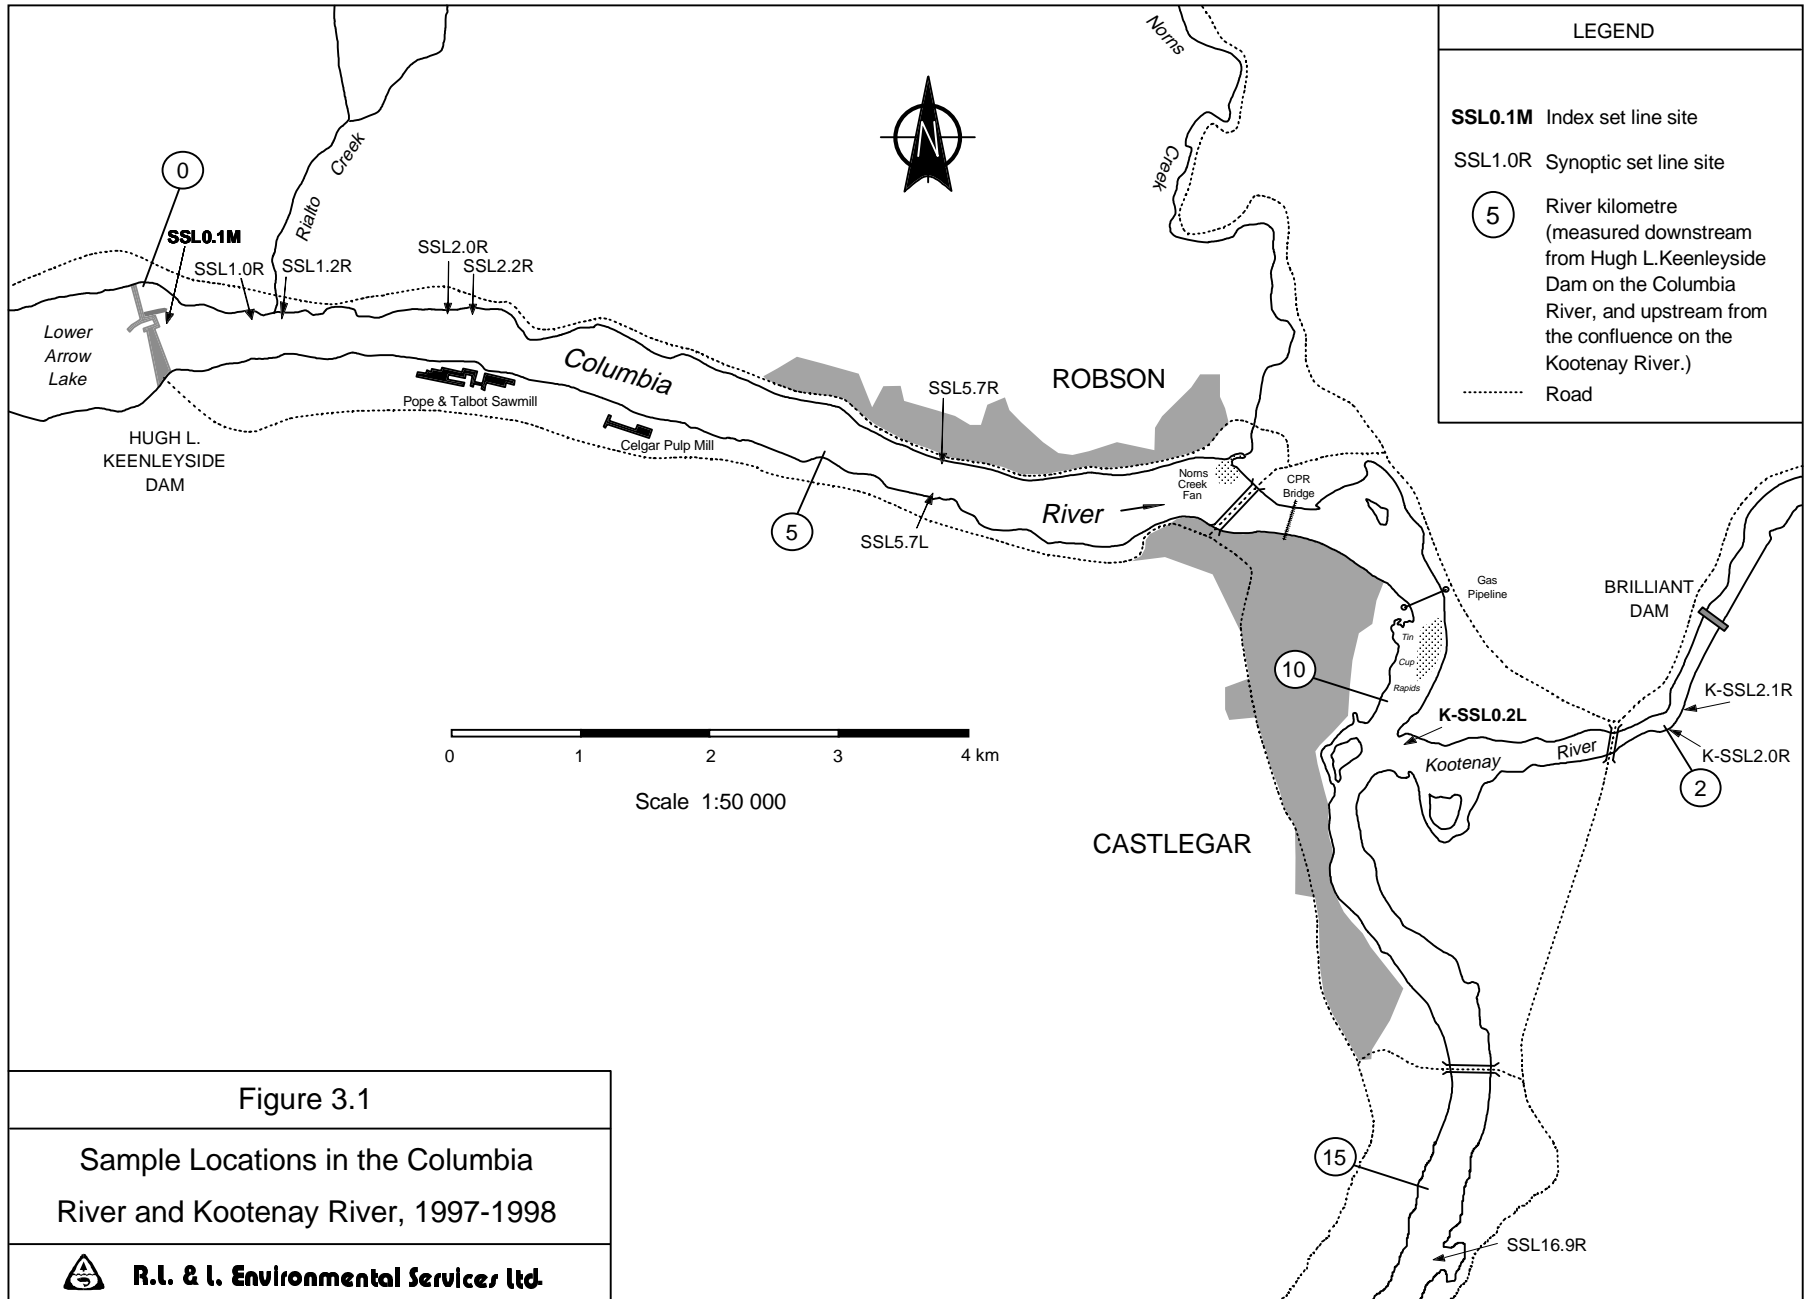 Norns
Creek
LEGEND
SSL0.1M Index set line site
SSL1.0R Synoptic set line site
5
River kilometre
(measured downstream
from Hugh L.Keenleyside
Dam on the Columbia
River, and upstream from
the confluence on the
Kootenay River.)
Road
N
0
Rialto
Creek
SSL0.1M
SSL1.0R
SSL1.2R
SSL2.0R
SSL2.2R
Lower
Arrow
Lake
HUGH L.
KEENLEYSIDE
DAM
Pope & Talbot Sawmill
Celgar Pulp Mill
Columbia
River
ROBSON
SSL5.7R
SSL5.7L
5
Norns
Creek
Fan
CPR
Bridge
Gas
Pipeline
Tin
Cup
Rapids
10
BRILLIANT
DAM
K-SSL2.1R
K-SSL2.0R
K-SSL0.2L
Kootenay
River
2
CASTLEGAR
0 1 2 3 4 km
Scale 1:50 000
15
SSL16.9R
Figure 3.1
Sample Locations in the Columbia
River and Kootenay River, 1997-1998
R.L. & L. Environmental Services Ltd.